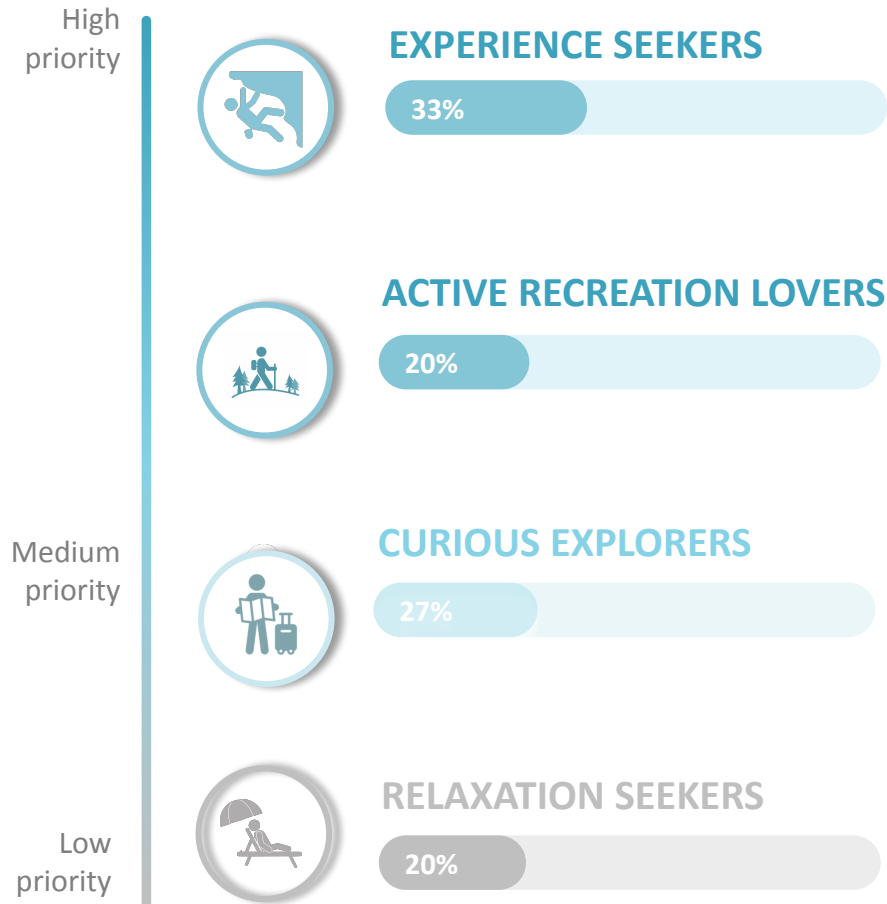 High
priority
EXPERIENCE SEEKERS
33%
ACTIVE RECREATION LOVERS
20%
Medium
priority
CURIOUS EXPLORERS
27%
RELAXATION SEEKERS
Low
priority
20%